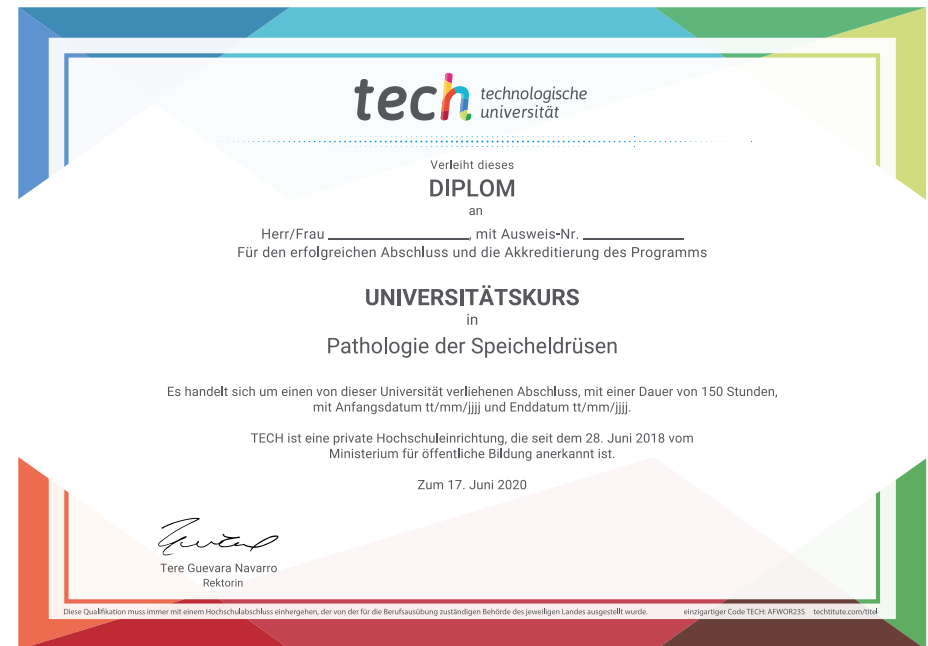 tech technologische
universität
Verleiht dieses
DIPLOM
an
Herr/Frau ____________, mit Ausweis-Nr. ____________
Für den erfolgreichen Abschluss und die Akkreditierung des Programms
UNIVERSITÄTSKURS
in
Pathologie der Speicheldrüsen
Es handelt sich um einen von dieser Universität verliehenen Abschluss, mit einer Dauer von 150 Stunden,
mit Anfangsdatum tt/mm/jjjj und Enddatum tt/mm/jjjj.
TECH ist eine private Hochschuleinrichtung, die seit dem 28. Juni 2018 vom
Ministerium für öffentliche Bildung anerkannt ist.
Zum 17. Juni 2020
Tere Guevara Navarro
Rektorin
Diese Qualifikation muss immer mit einem Hochschulabschluss einhergehen, der von der für die Berufsausübung zuständigen Behörde des jeweiligen Landes ausgestellt wurde. einzigartiger Code TECH: AFWOR235 techtitute.com/titel